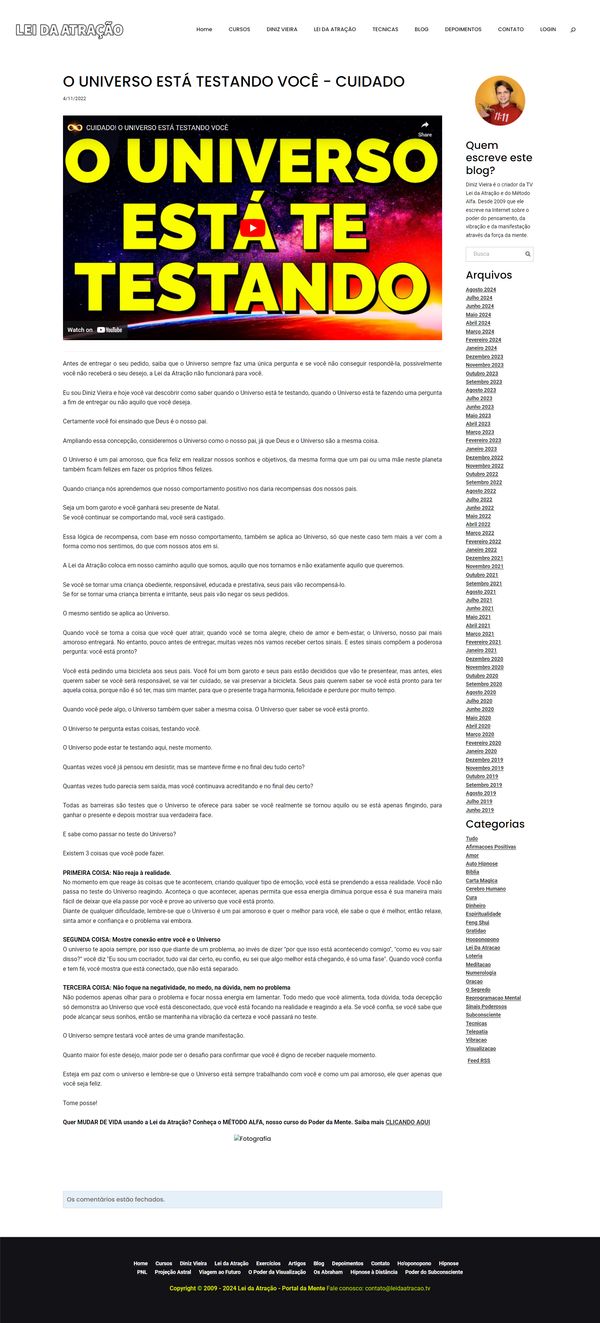 LEI DA ATRAÇÃO
Home CURSOS DINIZ VIEIRA LEI DA ATRAÇÃO TECNICAS BLOG DEPOIMENTOS CONTATO LOGIN
O UNIVERSO ESTÁ TESTANDO VOCÊ - CUIDADO
4/11/2022
CUIDADO! O UNIVERSO ESTÁ TESTANDO VOCÊ
Share
O UNIVERSO
ESTÁ TE
TESTANDO
Watch on YouTube
Antes de entregar o seu pedido, saiba que o Universo sempre faz uma única pergunta e se você não conseguir respondê-la, possivelmente
você não receberá o seu desejo, a Lei da Atração não funcionará para você.
Eu sou Diniz Vieira e hoje você vai descobrir como saber quando o Universo está te testando, quando o Universo está te fazendo uma pergunta
a fim de entregar ou não aquilo que você deseja.
Certamente você foi ensinado que Deus é o nosso pai.
Ampliando essa concepção, consideremos o Universo como o nosso pai, já que Deus e o Universo são a mesma coisa.
O Universo é um pai amoroso, que fica feliz em realizar nossos sonhos e objetivos, da mesma forma que um pai ou uma mãe neste planeta
também ficam felizes em fazer os próprios filhos felizes.
Quando criança nós aprendemos que nosso comportamento positivo nos daria recompensas dos nossos pais.
Seja um bom garoto e você ganhará seu presente de Natal.
Se você continuar se comportando mal, você será castigado.
Essa lógica de recompensa, com base em nosso comportamento, também se aplica ao Universo, só que neste caso tem mais a ver com a
forma como nos sentimos, do que com nossos atos em si.
A Lei da Atração coloca em nosso caminho aquilo que somos, aquilo que nos tornamos e não exatamente aquilo que queremos.
Se você se tornar uma criança obediente, responsável, educada e prestativa, seus pais vão recompensá-lo.
Se for se tornar uma criança birrenta e irritante, seus pais vão negar os seus pedidos.
O mesmo sentido se aplica ao Universo.
Quando você se torna a coisa que você quer atrair, quando você se torna alegre, cheio de amor e bem-estar, o Universo, nosso pai mais
amoroso entregará. No entanto, pouco antes de entregar, muitas vezes nós vamos receber certos sinais. E estes sinais compõem a poderosa
pergunta: você está pronto?
Você está pedindo uma bicicleta aos seus pais. Você foi um bom garoto e seus pais estão decididos que vão te presentear, mas antes, eles
querem saber se você será responsável, se vai ter cuidado, se vai preservar a bicicleta. Seus pais querem saber se você está pronto para ter
aquela coisa, porque não é só ter, mas sim manter, para que o presente traga harmonia, felicidade e perdure por muito tempo.
Quando você pede algo, o Universo também quer saber a mesma coisa. O Universo quer saber se você está pronto.
O Universo te pergunta estas coisas, testando você.
O Universo pode estar te testando aqui, neste momento.
Quantas vezes você já pensou em desistir, mas se manteve firme e no final deu tudo certo?
Quantas vezes tudo parecia sem saída, mas você continuava acreditando e no final deu certo?
Todas as barreiras são testes que o Universo te oferece para saber se você realmente se tornou aquilo ou se está apenas fingindo, para
ganhar o presente e depois mostrar sua verdadeira face.
E sabe como passar no teste do Universo?
Existem 3 coisas que você pode fazer.
PRIMEIRA COISA: Não reaja à realidade.
No momento em que reage às coisas que te acontecem, criando qualquer tipo de emoção, você está se prendendo a essa realidade. Você não
passa no teste do Universo reagindo. Aconteça o que acontecer, apenas permita que essa energia diminua porque essa é sua maneira mais
fácil de deixar que ela passe por você e prove ao universo que você está pronto.
Diante de qualquer dificuldade, lembre-se que o Universo é um pai amoroso e quer o melhor para você, ele sabe o que é melhor, então relaxe,
sinta amor e confiança e o problema vai embora.
SEGUNDA COISA: Mostre conexão entre você e o Universo
O universo te apoia sempre, por isso que diante de um problema, ao invés de dizer "por que isso está acontecendo comigo", "como eu vou sair
disso?" você diz "Eu sou um cocriador, tudo vai dar certo, eu confio, eu sei que algo melhor está chegando, é só uma fase". Quando você confia
e tem fé, você mostra que está conectado, que não está separado.
TERCEIRA COISA: Não foque na negatividade, no medo, na dúvida, nem no problema
Não podemos apenas olhar para o problema e focar nossa energia em lamentar. Todo medo que você alimenta, toda dúvida, toda decepção
só demonstra ao Universo que você está desconectado, que você está focando na realidade e reagindo a ela. Se você confia, se você sabe que
pode alcançar seus sonhos, então se mantenha na vibração da certeza e você passará no teste.
O Universo sempre testará você antes de uma grande manifestação.
Quanto maior foi este desejo, maior pode ser o desafio para confirmar que você é digno de receber naquele momento.
Esteja em paz com o universo e lembre-se que o Universo está sempre trabalhando com você e como um pai amoroso, ele quer apenas que
você seja feliz.
Tome posse!
Quer MUDAR DE VIDA usando a Lei da Atração? Conheça o MÉTODO ALFA, nosso curso do Poder da Mente. Saiba mais CLICANDO AQUI
Fotografia
Os comentários estão fechados.
11:11
Quem
escreve este
blog?
Diniz Vieira é o criador da TV
Lei da Atração e do Método
Alfa. Desde 2009 que ele
escreve na Internet sobre o
poder do pensamento, da
vibração e da manifestação
através da força da mente.
Busca
Arquivos
Agosto 2024
Julho 2024
Junho 2024
Maio 2024
Abril 2024
Março 2024
Fevereiro 2024
Janeiro 2024
Dezembro 2023
Novembro 2023
Outubro 2023
Setembro 2023
Agosto 2023
Julho 2023
Junho 2023
Maio 2023
Abril 2023
Março 2023
Fevereiro 2023
Janeiro 2023
Dezembro 2022
Novembro 2022
Outubro 2022
Setembro 2022
Agosto 2022
Julho 2022
Junho 2022
Maio 2022
Abril 2022
Março 2022
Fevereiro 2022
Janeiro 2022
Dezembro 2021
Novembro 2021
Outubro 2021
Setembro 2021
Agosto 2021
Julho 2021
Junho 2021
Maio 2021
Abril 2021
Março 2021
Fevereiro 2021
Janeiro 2021
Dezembro 2020
Novembro 2020
Outubro 2020
Setembro 2020
Agosto 2020
Julho 2020
Junho 2020
Maio 2020
Abril 2020
Março 2020
Fevereiro 2020
Janeiro 2020
Dezembro 2019
Novembro 2019
Outubro 2019
Setembro 2019
Agosto 2019
Julho 2019
Junho 2019
Categorias
Tudo
Afirmacoes Positivas
Amor
Auto Hipnose
Bíblia
Carta Magica
Cerebro Humano
Cura
Dinheiro
Espiritualidade
Feng Shui
Gratidao
Hooponopono
Lei Da Atracao
Loteria
Meditacao
Numerologia
Oracao
O Segredo
Reprogramacao Mental
Sinais Poderosos
Subconsciente
Tecnicas
Telepatia
Vibracao
Visualizacao
Feed RSS
Home Cursos Diniz Vieira Lei da Atração Exercícios Artigos Blog Depoimentos Contato Ho'oponopono Hipnose
PNL Projeção Astral Viagem ao Futuro O Poder da Visualização Os Abraham Hipnose à Distância Poder do Subconsciente
Copyright © 2009 - 2024 Lei da Atração - Portal da Mente Fale conosco: contato@leidaatracao.tv